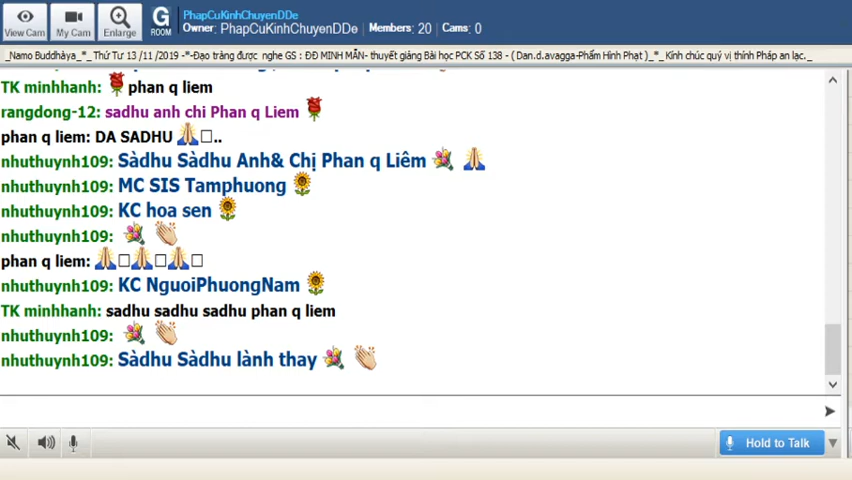 PhapCuKinhChuyenDDe
Owner: PhapCuKinhChuyenDDe Members: 20 Cams: 0
View Cam My Cam Enlarge G ROOM
_Namo Buddhàya_*_ Thứ Tư 13 /11 /2019 -*-Đạo tràng được nghe GS : ĐĐ MINH MẪN- thuyết giảng Bài học PCK Số 138 - ( Dan.d.avagga-Phẩm Hình Phạt )_*_ Kính chúc quý vị thính Pháp an lạc._
TK minhhanh: phan q liem
rangdong-12: sadhu anh chi Phan q Liem
phan q liem: DA SADHU ..
nhuthuynh109: Sàdhu Sàdhu Anh& Chị Phan q Liêm
nhuthuynh109: MC SIS Tamphuong
nhuthuynh109: KC hoa sen
nhuthuynh109:
phan q liem:
nhuthuynh109: KC NguoiPhuongNam
TK minhhanh: sadhu sadhu sadhu phan q liem
nhuthuynh109:
nhuthuynh109: Sàdhu Sàdhu lành thay
Hold to Talk